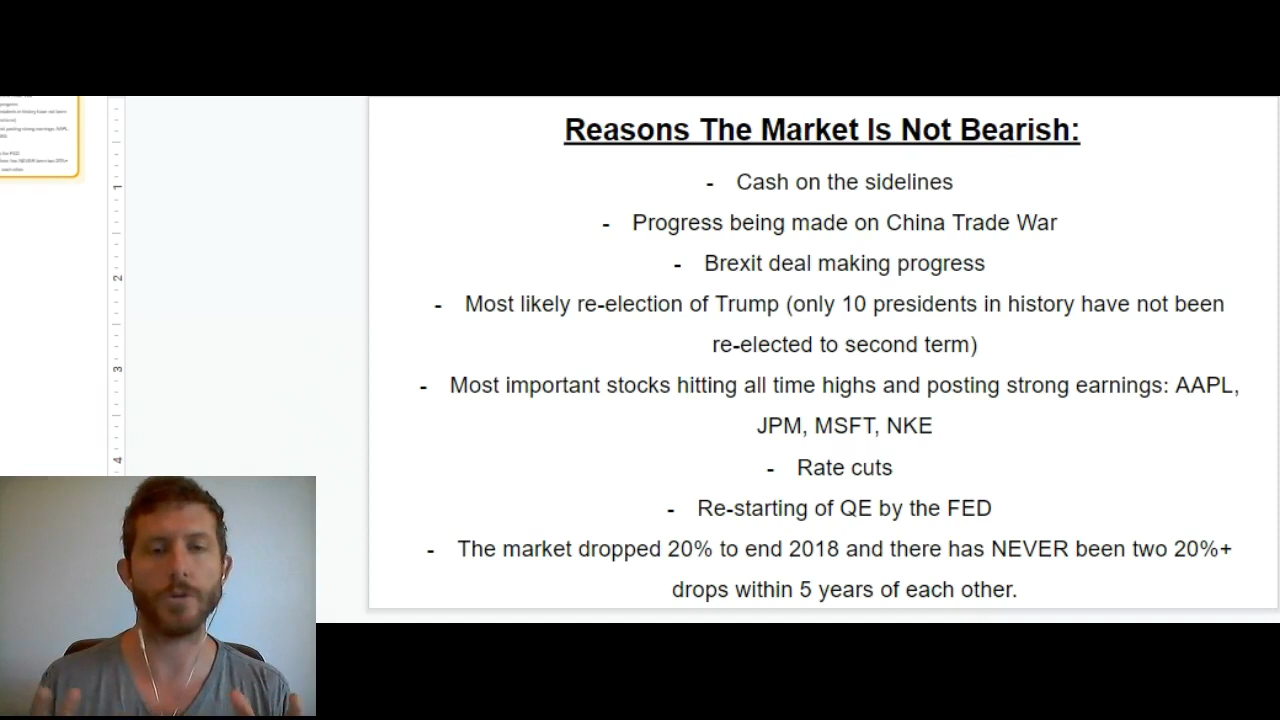 Reasons The Market Is Not Bearish:
- Cash on the sidelines
- Progress being made on China Trade War
- Brexit deal making progress
- Most likely re-election of Trump (only 10 presidents in history have not been
re-elected to second term)
- Most important stocks hitting all time highs and posting strong earnings: AAPL,
JPM, MSFT, NKE
- Rate cuts
- Re-starting of QE by the FED
- The market dropped 20% to end 2018 and there has NEVER been two 20%+
drops within 5 years of each other.
1
2
3
4